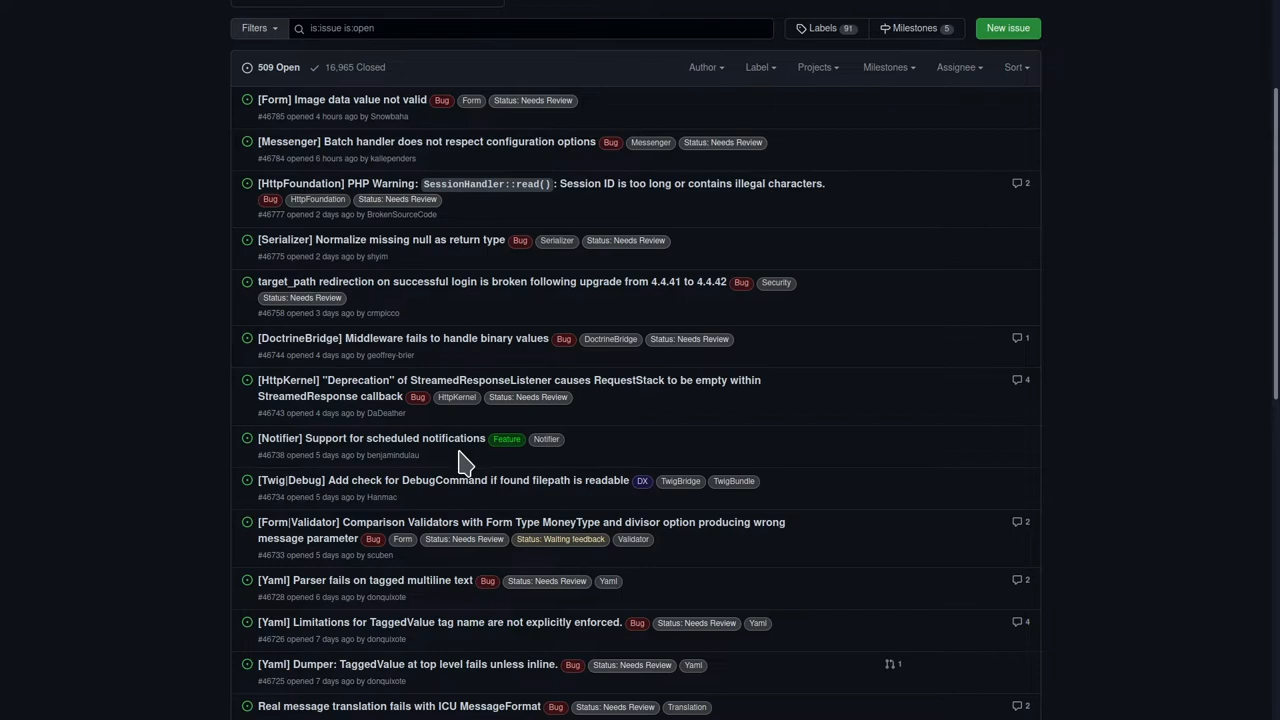 Filters is:issue is:open Labels 91 Milestones 5 New issue
509 Open 16,965 Closed Author Label Projects Milestones Assignee Sort
[Form] Image data value not valid Bug Form Status: Needs Review
#46785 opened 4 hours ago by Snowbaha
[Messenger] Batch handler does not respect configuration options Bug Messenger Status: Needs Review
#46784 opened 6 hours ago by kallependers
[HttpFoundation] PHP Warning: SessionHandler::read(): Session ID is too long or contains illegal characters. 2
Bug HttpFoundation Status: Needs Review
#46777 opened 2 days ago by BrokenSourceCode
[Serializer] Normalize missing null as return type Bug Serializer Status: Needs Review
#46775 opened 2 days ago by shyim
target_path redirection on successful login is broken following upgrade from 4.4.41 to 4.4.42 Bug Security
Status: Needs Review
#46758 opened 3 days ago by crmpicco
[DoctrineBridge] Middleware fails to handle binary values Bug DoctrineBridge Status: Needs Review 1
#46744 opened 4 days ago by geoffrey-brier
[HttpKernel] "Deprecation" of StreamedResponseListener causes RequestStack to be empty within 4
StreamedResponse callback Bug HttpKernel Status: Needs Review
#46743 opened 4 days ago by DaDeather
[Notifier] Support for scheduled notifications Feature Notifier
#46738 opened 5 days ago by benjamindulau
[Twig|Debug] Add check for DebugCommand if found filepath is readable DX TwigBridge TwigBundle
#46734 opened 5 days ago by Hanmac
[Form|Validator] Comparison Validators with Form Type MoneyType and divisor option producing wrong 2
message parameter Bug Form Status: Needs Review Status: Waiting feedback Validator
#46733 opened 5 days ago by scuben
[Yaml] Parser fails on tagged multiline text Bug Status: Needs Review Yaml 2
#46728 opened 6 days ago by donquixote
[Yaml] Limitations for TaggedValue tag name are not explicitly enforced. Bug Status: Needs Review Yaml 4
#46726 opened 7 days ago by donquixote
[Yaml] Dumper: TaggedValue at top level fails unless inline. Bug Status: Needs Review Yaml 1
#46725 opened 7 days ago by donquixote
Real message translation fails with ICU MessageFormat Bug Status: Needs Review Translation 2